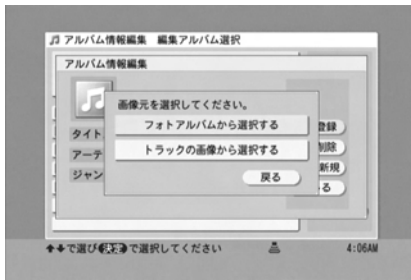 アルバム情報編集 編集アルバム選択
アルバム情報編集
画像元を選択してください。
フォトアルバムから選択する
登録
タイト
トラックの画像から選択する
削除
アーテ
新規
ジャン
戻る
る
↑↓で選び決定で選択してください
4:06AM